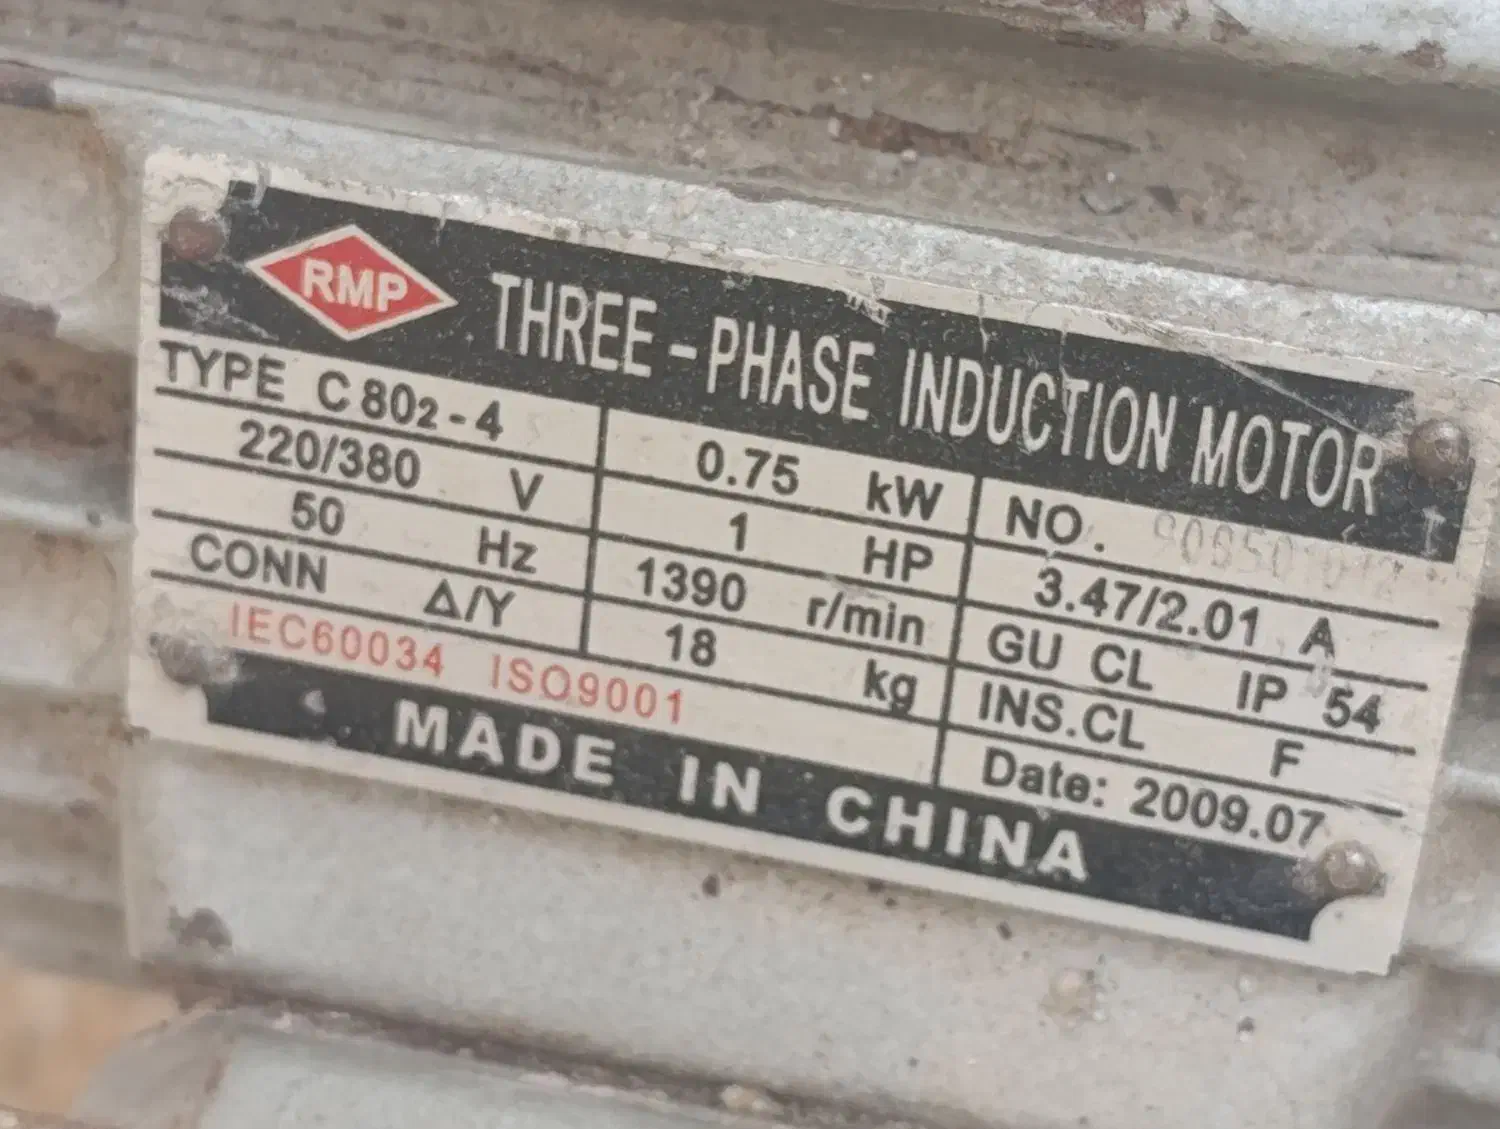 RMP THREE-PHASE INDUCTION MOTOR
TYPE C802-4 0.75 kW NO.
220/380 V 1 HP 3.47/2.01 A
50 Hz 1390 r/min GU CL IP 54
CONN Δ/Y 18 kg INS.CL F
IEC60034 ISO9001 Date: 2009.07
MADE IN CHINA